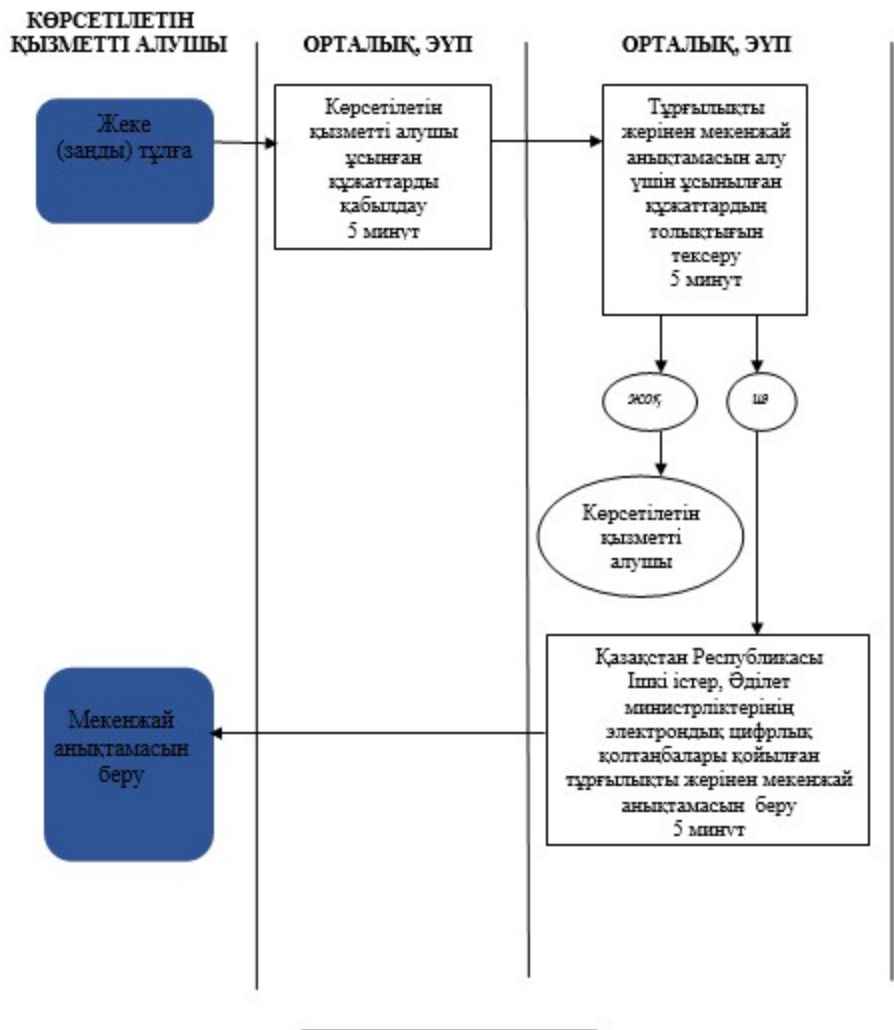 КӨРСЕТІЛЕТІН
ҚЫЗМЕТТІ АЛУШЫ
ОРТАЛЫҚ, ЭҮП
ОРТАЛЫҚ, ЭҮП
Жеке
(заңды) тұлға
Көрсетілетін
қызметті алушы
ұсынған
құжаттарды
қабылдау
5 минут
Тұрғылықты
жерінен мекенжай
анықтамасын алу
үшін ұсынылған
құжаттардың
толықтығын
тексеру
5 минут
жоқ
иә
Көрсетілетін
қызметті
алушы
Қазақстан Республикасы
Ішкі істер, Әділет
министрліктерінің
электрондық цифрлық
қолтаңбалары қойылған
тұрғылықты жерінен мекенжай
анықтамасын беру
5 минут
Мекенжай
анықтамасын
беру